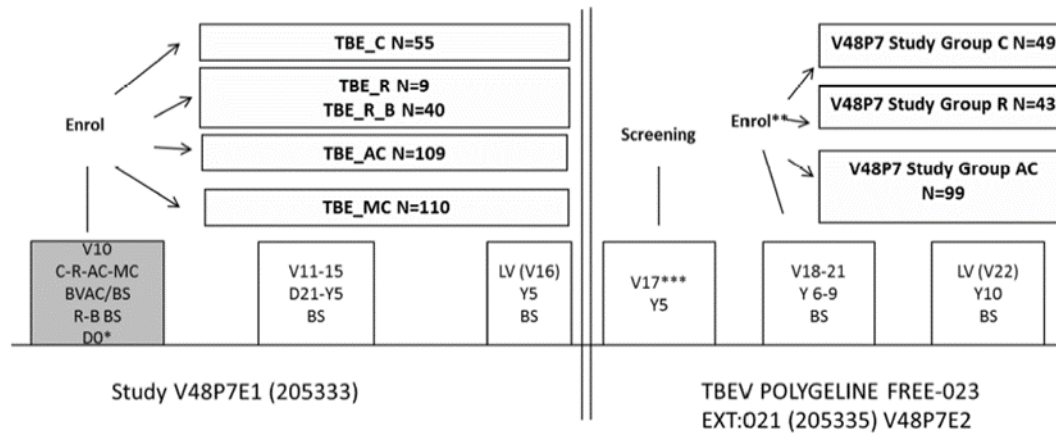 TBE_C N=55
TBE_R N=9
TBE_R_B N=40
Enrol
TBE_AC N=109
TBE_MC N=110
V10
C-R-AC-MC
BVAC/BS
R-B BS
D0*
V11-15
D21-Y5
BS
LV (V16)
Y5
BS
Study V48P7E1 (205333)
V48P7 Study Group C N=49
Screening
Enrol**
V48P7 Study Group R N=43
V48P7 Study Group AC
N=99
V17***
Y5
V18-21
Y 6-9
BS
LV (V22)
Y10
BS
TBEV POLYGELINE FREE-023
EXT:021 (205335) V48P7E2